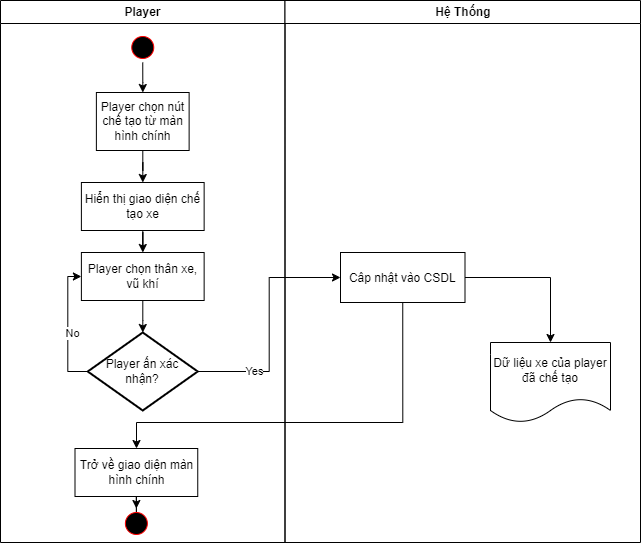 Player
Hệ Thống
Player chọn nút
chế tạo từ màn
hình chính
Hiển thị giao diện chế
tạo xe
Player chọn thân xe,
vũ khí
Cập nhật vào CSDL
No
Player ấn xác
nhận?
Yes
Dữ liệu xe của player
đã chế tạo
Trở về giao diện màn
hình chính